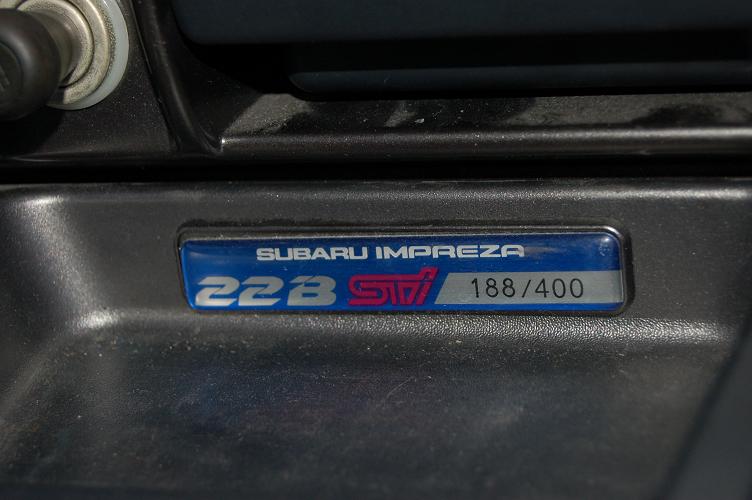 SUBARU IMPREZA
22B STi 188/400